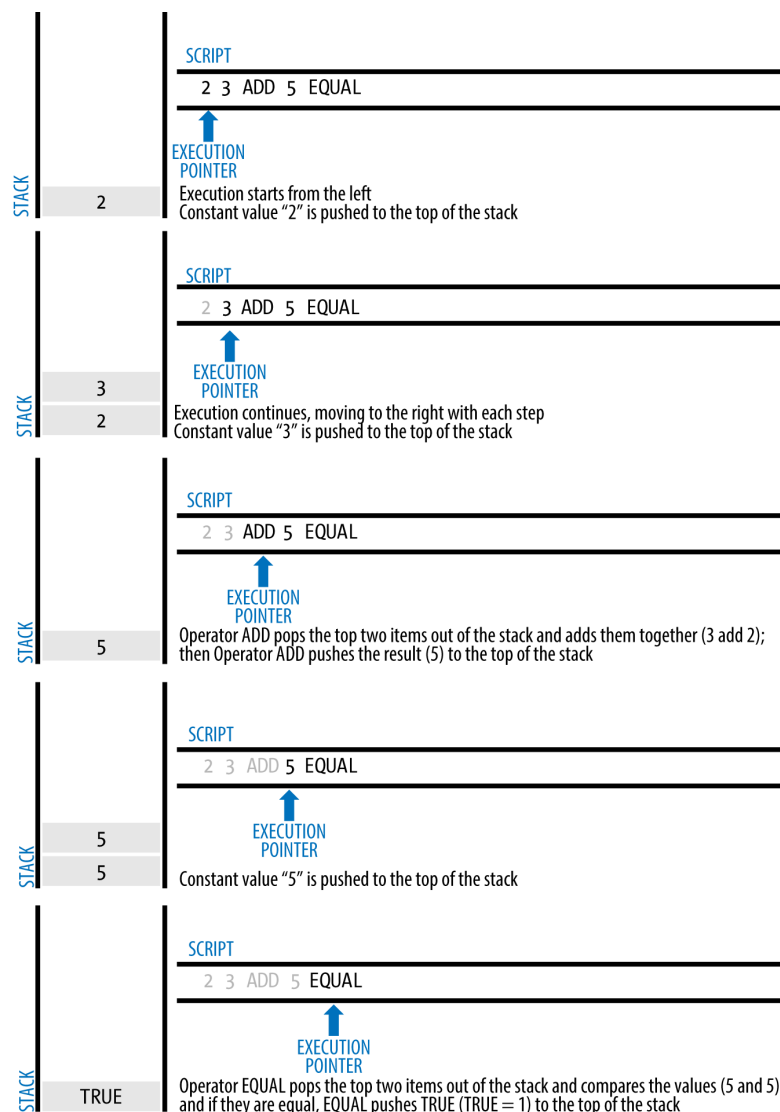 SCRIPT
2 3 ADD 5 EQUAL
EXECUTION
POINTER
STACK
2
Execution starts from the left
Constant value “2” is pushed to the top of the stack
SCRIPT
2 3 ADD 5 EQUAL
EXECUTION
POINTER
STACK
3
2
Execution continues, moving to the right with each step
Constant value “3” is pushed to the top of the stack
SCRIPT
2 3 ADD 5 EQUAL
EXECUTION
POINTER
STACK
5
Operator ADD pops the top two items out of the stack and adds them together (3 add 2);
then Operator ADD pushes the result (5) to the top of the stack
SCRIPT
2 3 ADD 5 EQUAL
EXECUTION
POINTER
STACK
5
5
Constant value “5” is pushed to the top of the stack
SCRIPT
2 3 ADD 5 EQUAL
EXECUTION
POINTER
STACK
TRUE
Operator EQUAL pops the top two items out of the stack and compares the values (5 and 5)
and if they are equal, EQUAL pushes TRUE (TRUE = 1) to the top of the stack